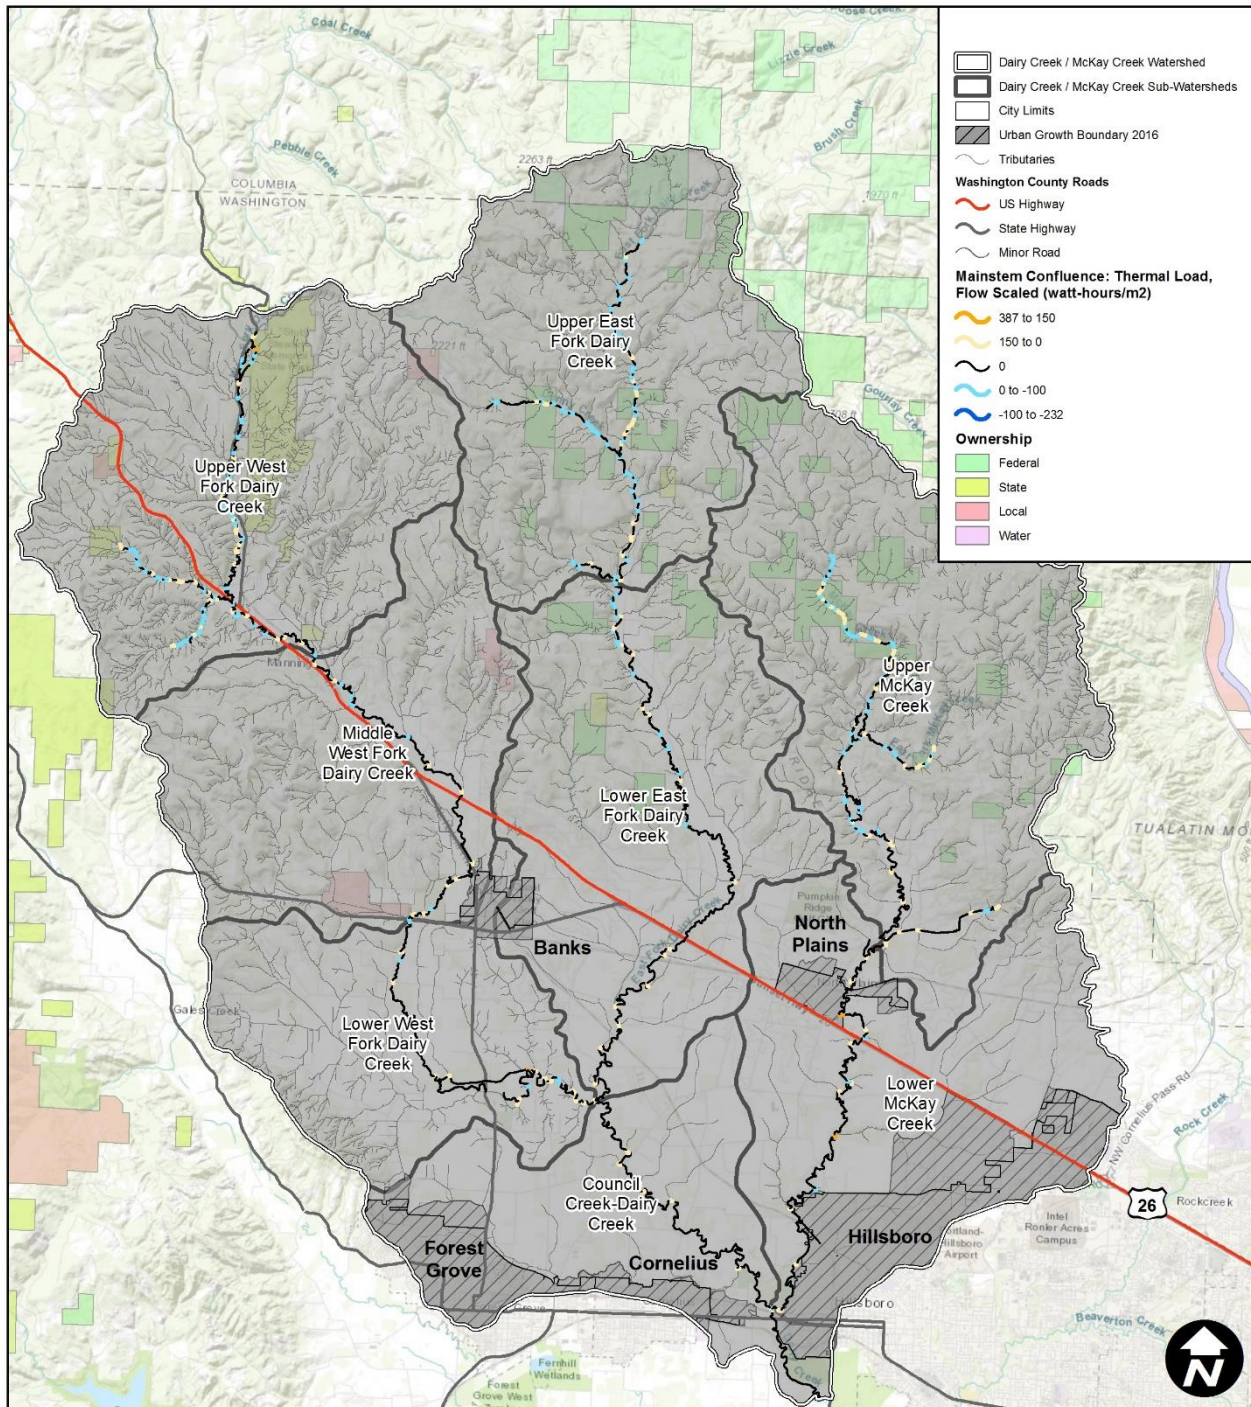 Dairy Creek / McKay Creek Watershed
Dairy Creek / McKay Creek Sub-Watersheds
City Limits
Urban Growth Boundary 2016
Tributaries
Washington County Roads
US Highway
State Highway
Minor Road
Mainstem Confluence: Thermal Load,
Flow Scaled (watt-hours/m2)
387 to 150
150 to 0
0
0 to -100
-100 to -232
Ownership
Federal
State
Local
Water
Coal Creek
Lizzie Creek
Brush Creek
Pebble Creek
2263 ft
1970 ft
COLUMBIA
WASHINGTON
Upper East
Fork Dairy
Creek
2221 ft
Gourlay Creek
Upper West
Fork Dairy
Creek
Manning
Upper
McKay
Creek
Middle
West Fork
Dairy Creek
Lower East
Fork Dairy
Creek
TUALATIN MO
Pumpkin
Ridge
North
Plains
Banks
Gales Creek
Lower West
Fork Dairy
Creek
Lower
McKay
Creek
NW Cornelius Pass Rd
Rock Creek
Council
Creek-Dairy
Creek
26
Rockcreek
Intel
Ronler Acres
Campus
Portland-
Hillsboro
Airport
Hillsboro
Forest
Grove
Cornelius
Grove
Hillsboro
Beaverton Creek
Fernhill
Wetlands
Forest
Grove West
N